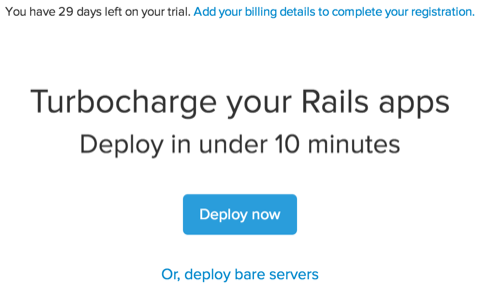 You have 29 days left on your trial. Add your billing details to complete your registration.
Turbocharge your Rails apps
Deploy in under 10 minutes
Deploy now
Or, deploy bare servers